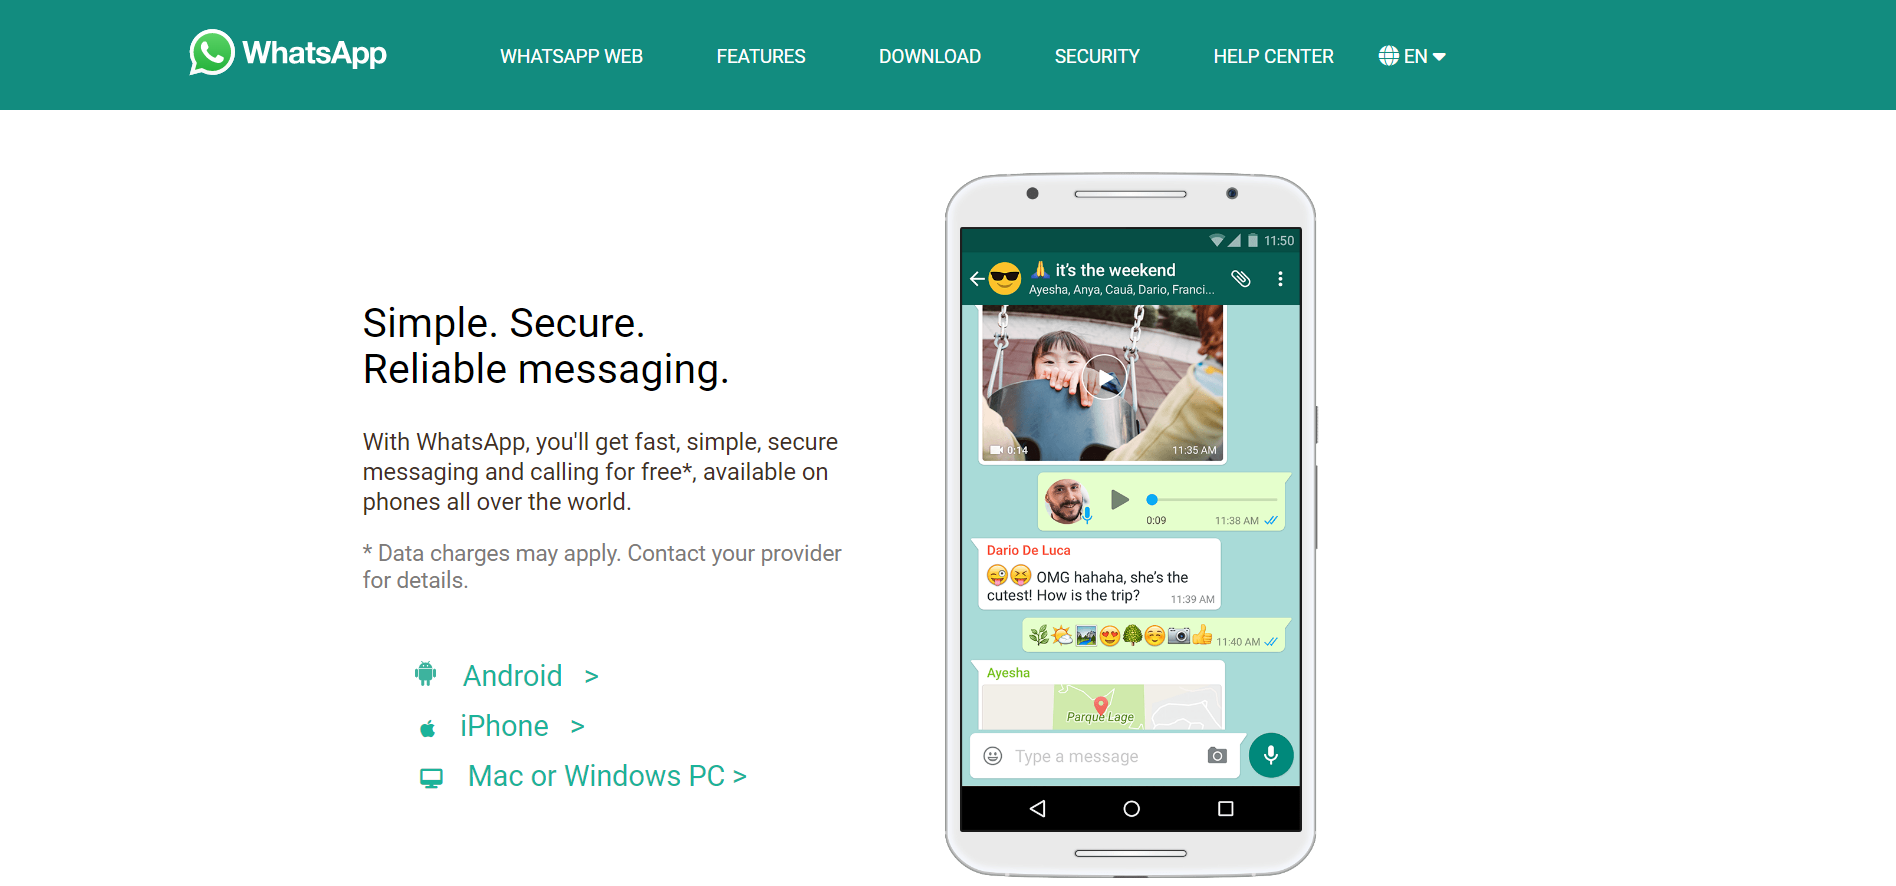 WhatsApp
WHATSAPP WEB
FEATURES
DOWNLOAD
SECURITY
HELP CENTER
EN
Simple. Secure.
Reliable messaging.
With WhatsApp, you'll get fast, simple, secure
messaging and calling for free*, available on
phones all over the world.
* Data charges may apply. Contact your provider
for details.
Android >
iPhone >
Mac or Windows PC >
11:50
🙏 it's the weekend
Ayesha, Anya, Cauã, Dario, Franci...
0:14 11:35 AM
0:09 11:38 AM
Dario De Luca
😜😝 OMG hahaha, she's the
cutest! How is the trip? 11:39 AM
🌿🌤🏞😍🌳☺📷👍 11:40 AM
Ayesha
Parque Lage
Type a message